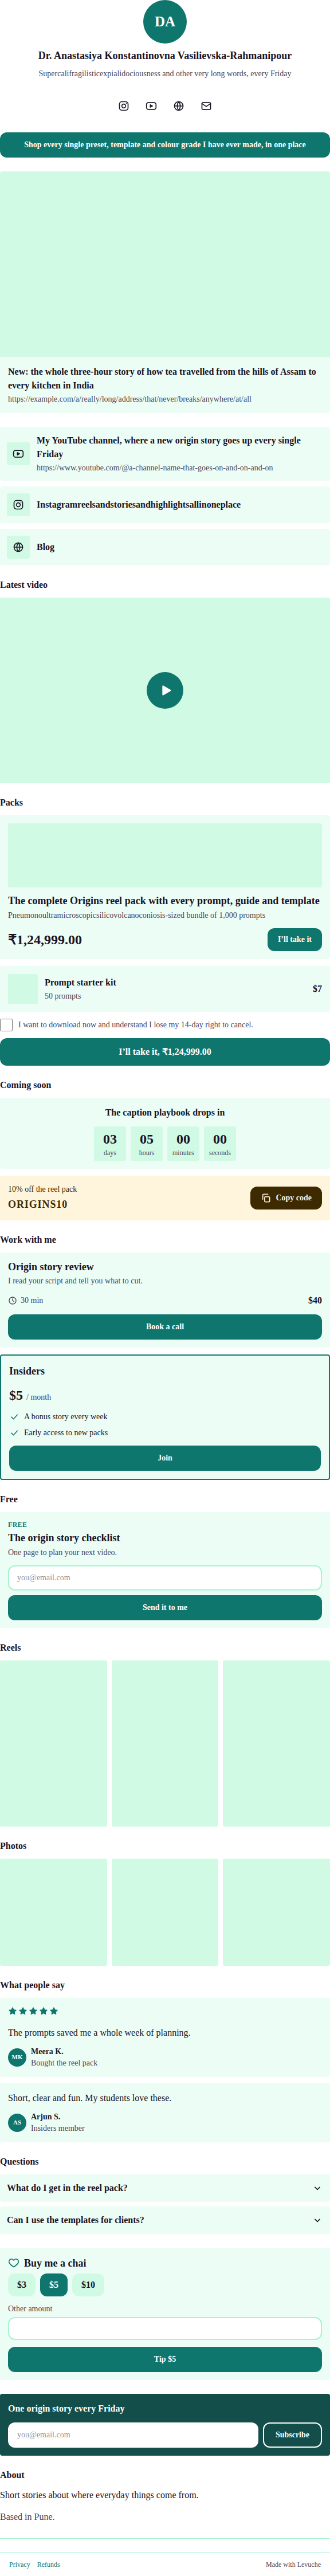 DA
Dr. Anastasiya Konstantinovna Vasilievska-Rahmanipour
Supercalifragilisticexpialidociousness and other very long words, every Friday
Shop every single preset, template and colour grade I have ever made, in one place
New: the whole three-hour story of how tea travelled from the hills of Assam to
every kitchen in India
https://example.com/a/really/long/address/that/never/breaks/anywhere/at/all
My YouTube channel, where a new origin story goes up every single
Friday
https://www.youtube.com/@a-channel-name-that-goes-on-and-on-and-on
Instagramreelsandstoriesandhighlightsallinoneplace
Blog
Latest video
Packs
The complete Origins reel pack with every prompt, guide and template
Pneumonoultramicroscopicsilicovolcanoconiosis-sized bundle of 1,000 prompts
₹1,24,999.00
I'll take it
Prompt starter kit
50 prompts
$7
I want to download now and understand I lose my 14-day right to cancel.
I'll take it, ₹1,24,999.00
Coming soon
The caption playbook drops in
03 05 00 00
days hours minutes seconds
10% off the reel pack
ORIGINS10
Copy code
Work with me
Origin story review
I read your script and tell you what to cut.
30 min
$40
Book a call
Insiders
$5 / month
A bonus story every week
Early access to new packs
Join
Free
FREE
The origin story checklist
One page to plan your next video.
you@email.com
Send it to me
Reels
Photos
What people say
The prompts saved me a whole week of planning.
MK
Meera K.
Bought the reel pack
Short, clear and fun. My students love these.
AS
Arjun S.
Insiders member
Questions
What do I get in the reel pack?
Can I use the templates for clients?
Buy me a chai
$3 $5 $10
Other amount
Tip $5
One origin story every Friday
you@email.com
Subscribe
About
Short stories about where everyday things come from.
Based in Pune.
Privacy Refunds
Made with Levuche